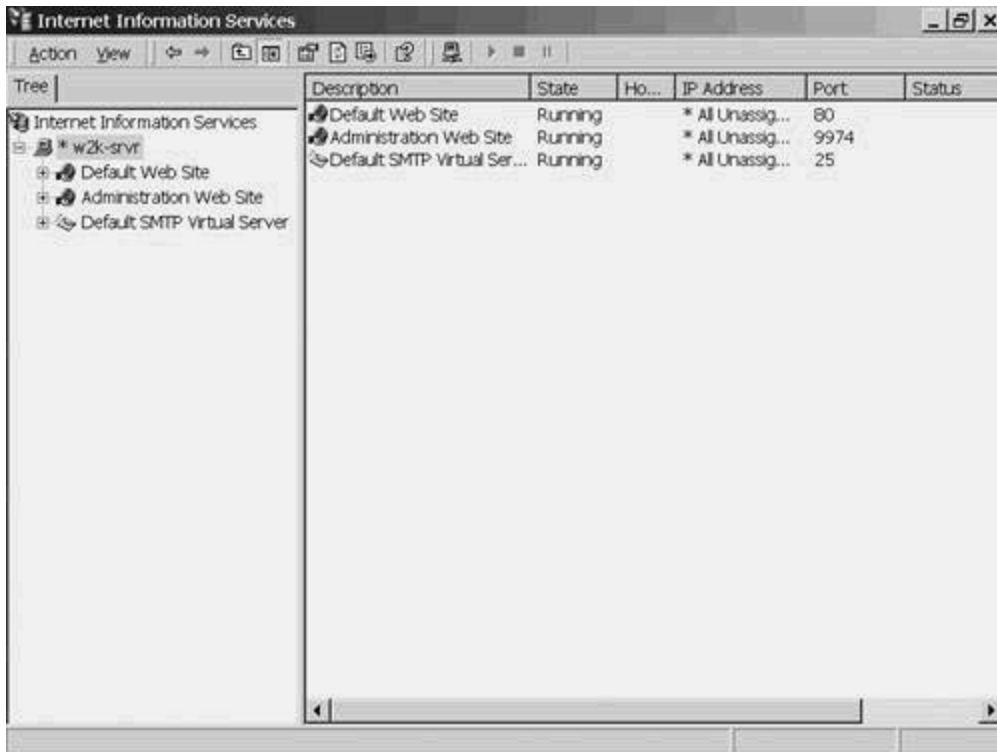 Internet Information Services
Action View
Tree
Internet Information Services
* w2k-srvr
Default Web Site
Administration Web Site
Default SMTP Virtual Server
Description State Ho... IP Address Port Status
Default Web Site Running * All Unassig... 80
Administration Web Site Running * All Unassig... 9974
Default SMTP Virtual Ser... Running * All Unassig... 25